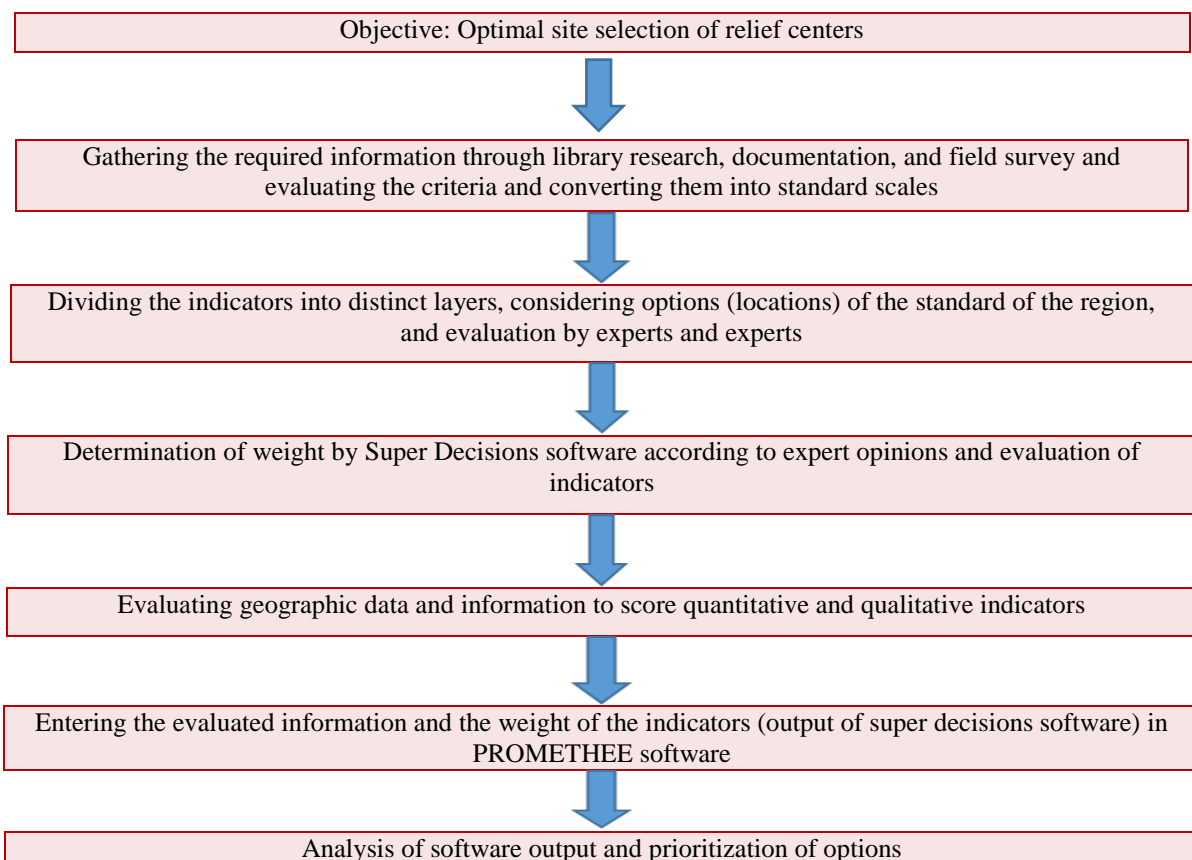 Objective: Optimal site selection of relief centers
Gathering the required information through library research, documentation, and field survey and
evaluating the criteria and converting them into standard scales
Dividing the indicators into distinct layers, considering options (locations) of the standard of the region,
and evaluation by experts and experts
Determination of weight by Super Decisions software according to expert opinions and evaluation of
indicators
Evaluating geographic data and information to score quantitative and qualitative indicators
Entering the evaluated information and the weight of the indicators (output of super decisions software) in
PROMETHEE software
Analysis of software output and prioritization of options